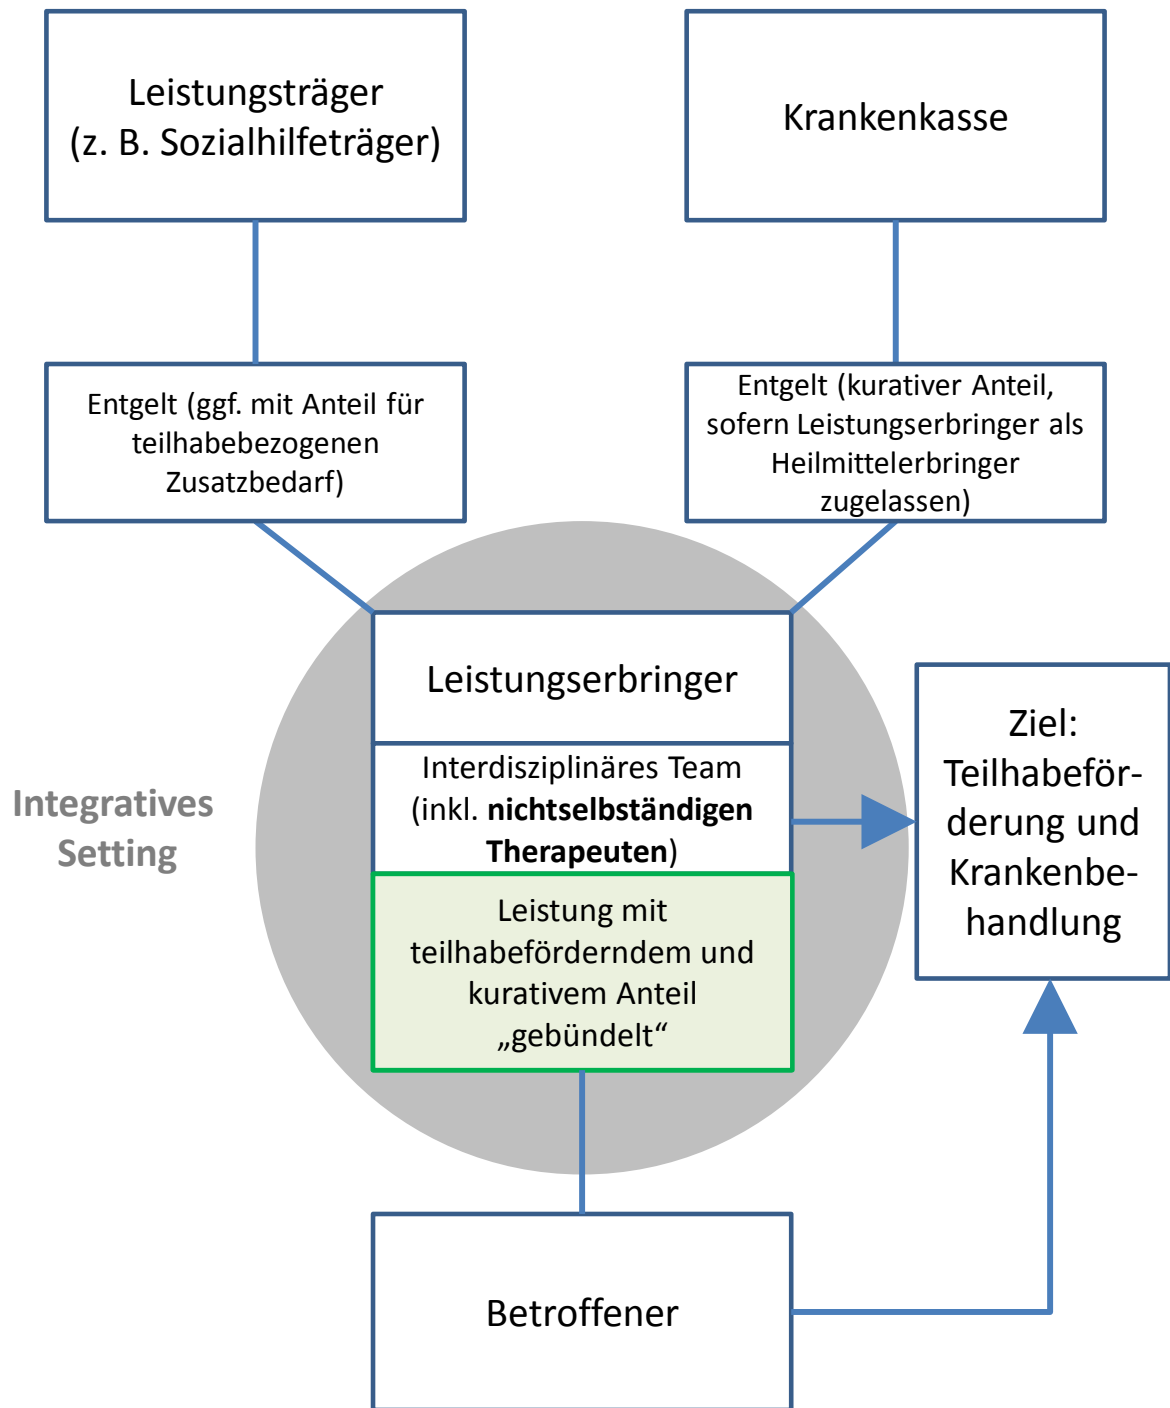 Leistungsträger
(z. B. Sozialhilfeträger)
Krankenkasse
Entgelt (ggf. mit Anteil für
teilhabebezogenen
Zusatzbedarf)
Entgelt (kurativer Anteil,
sofern Leistungserbringer als
Heilmittelerbringer
zugelassen)
Leistungserbringer
Interdisziplinäres Team
(inkl. nichtselbständigen
Therapeuten)
Leistung mit
teilhabeförderndem und
kurativem Anteil
„gebündelt“
Integratives
Setting
Ziel:
Teilhabeför-
derung und
Krankenbe-
handlung
Betroffener